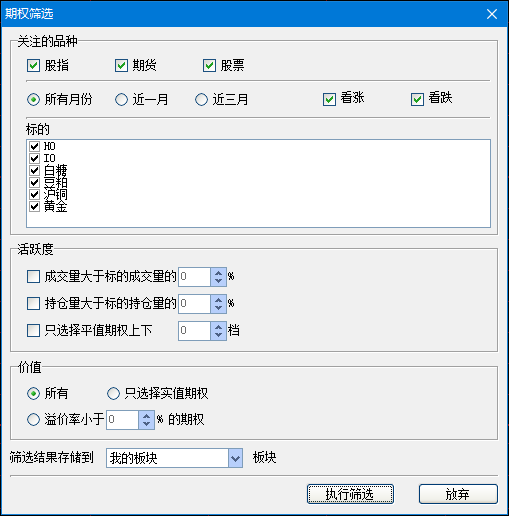 期权筛选
关注的品种
股指 期货 股票
所有月份 近一月 近三月 看涨 看跌
标的
HO
IO
白糖
豆粕
沪铜
黄金
活跃度
成交量大于标的成交量的 0 %
持仓量大于标的持仓量的 0 %
只选择平值期权上下 0 档
价值
所有 只选择实值期权
溢价率小于 0 % 的期权
筛选结果存储到 我的板块 板块
执行筛选 放弃